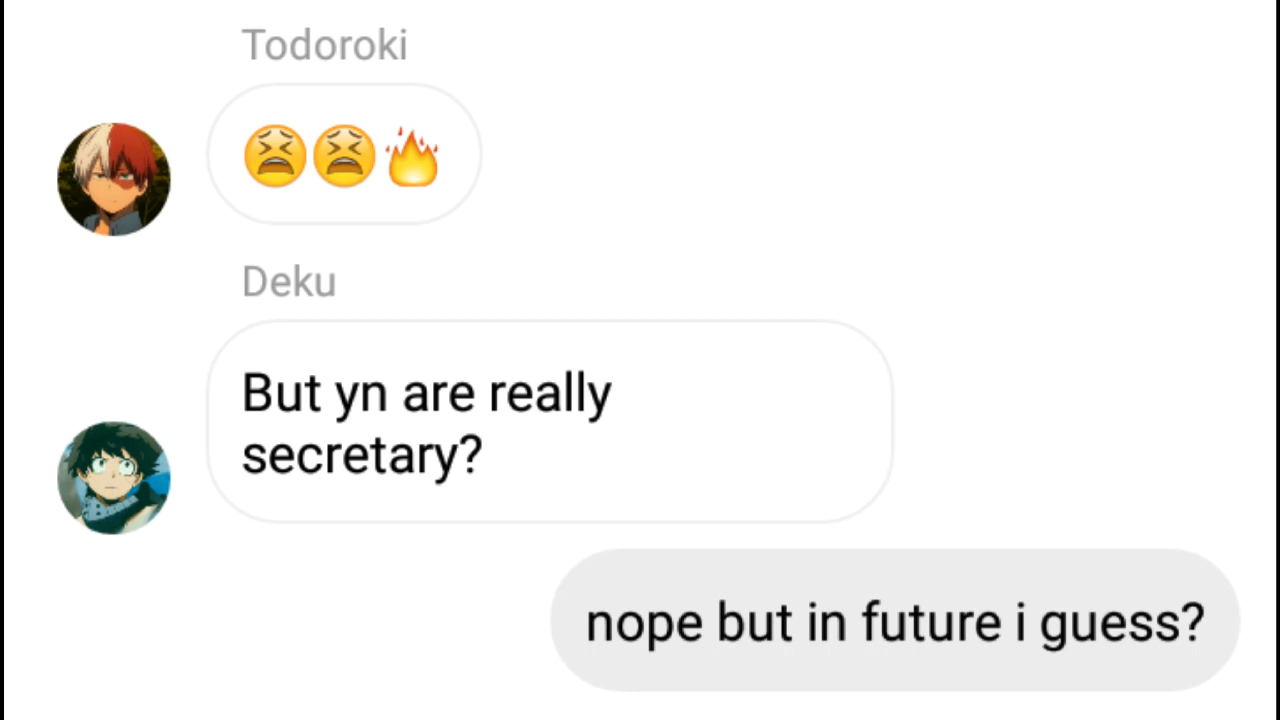 Todoroki
😫😫🔥
Deku
But yn are really
secretary?
nope but in future i guess?